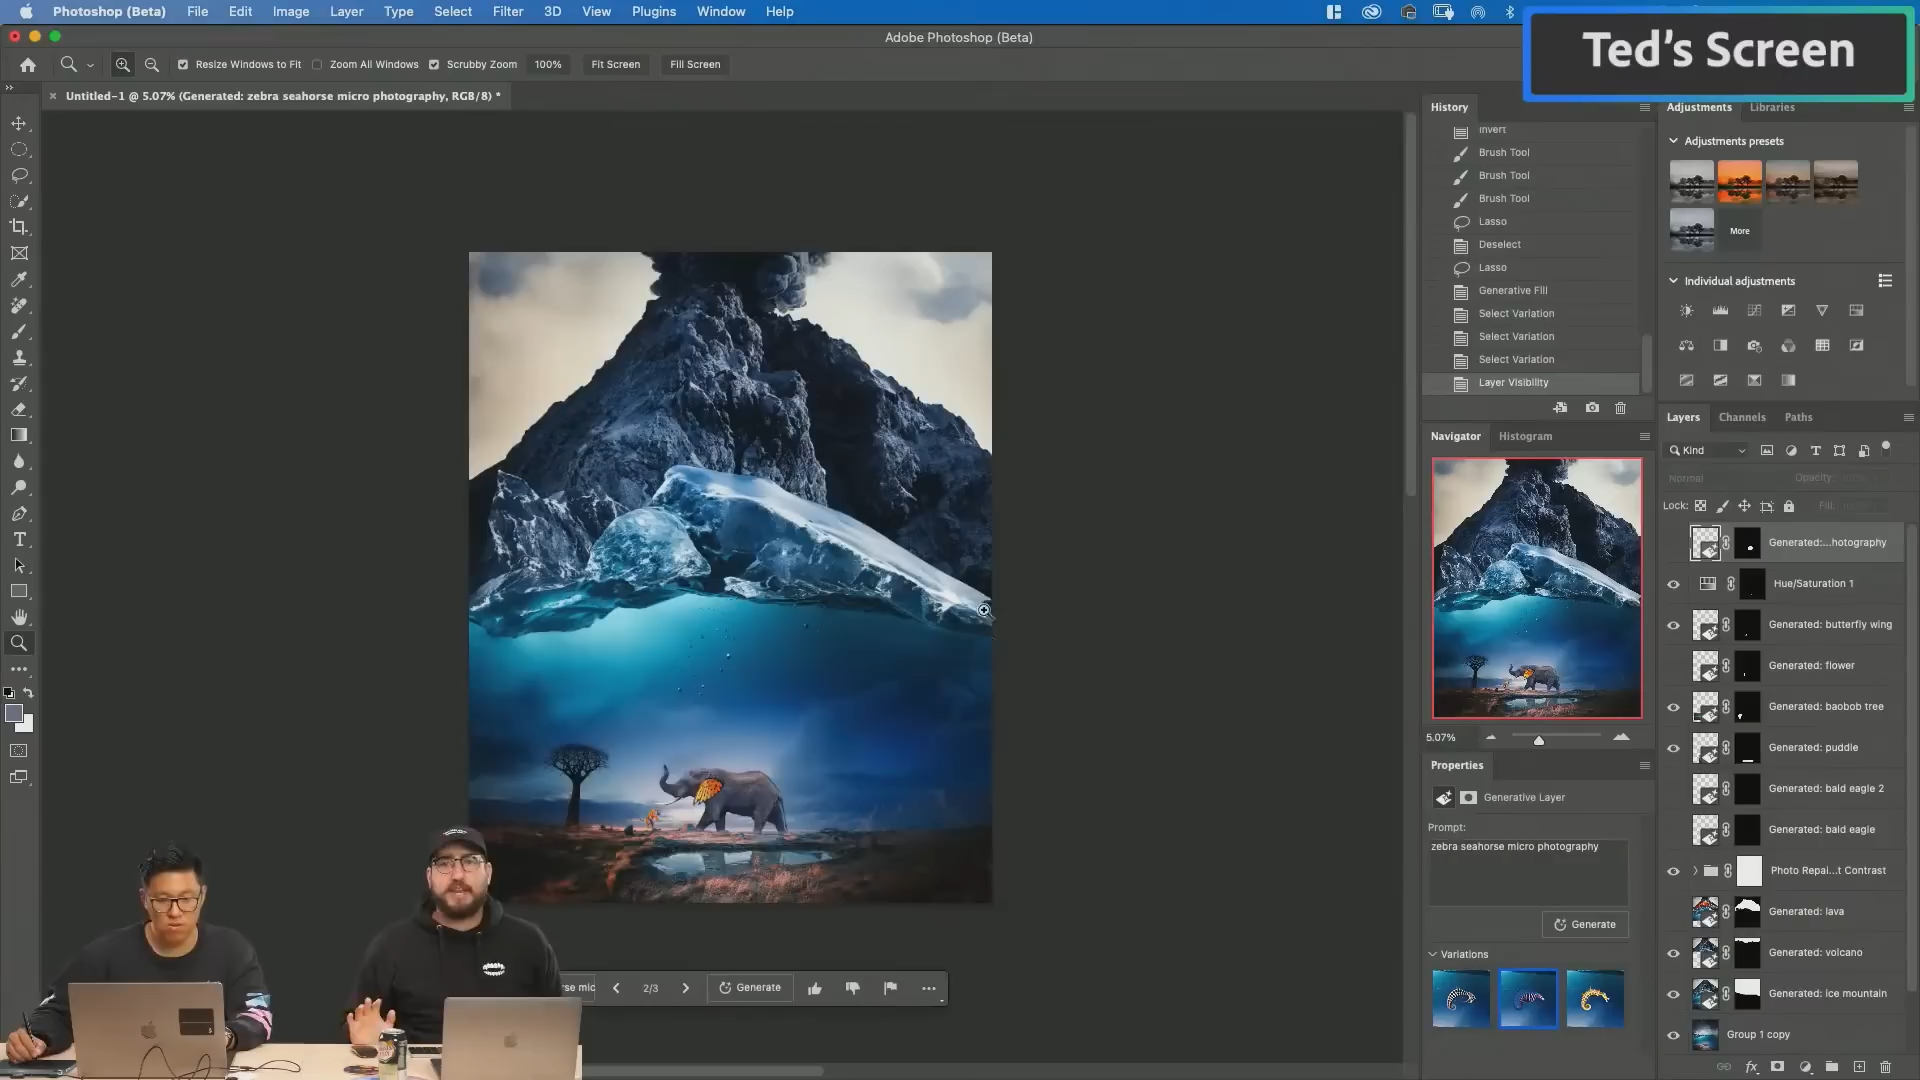 Photoshop (Beta) File Edit Image Layer Type Select Filter 3D View Plugins Window Help
Adobe Photoshop (Beta)
Ted's Screen
Resize Windows to Fit Zoom All Windows Scrubby Zoom 100% Fit Screen Fill Screen
Untitled-1 @ 5.07% (Generated: zebra seahorse micro photography, RGB/8) *
History
Invert
Brush Tool
Brush Tool
Brush Tool
Lasso
Deselect
Lasso
Generative Fill
Select Variation
Select Variation
Select Variation
Layer Visibility
Navigator Histogram
5.07%
Properties
Generative Layer
Prompt:
zebra seahorse micro photography
Generate
Variations
Adjustments Libraries
Adjustments presets
More
Individual adjustments
Layers Channels Paths
Kind
Normal Opacity:
Lock: Fill:
Generated:...hotography
Hue/Saturation 1
Generated: butterfly wing
Generated: flower
Generated: baobob tree
Generated: puddle
Generated: bald eagle 2
Generated: bald eagle
Photo Repai...t Contrast
Generated: lava
Generated: volcano
Generated: ice mountain
Group 1 copy
se mic 2/3 Generate